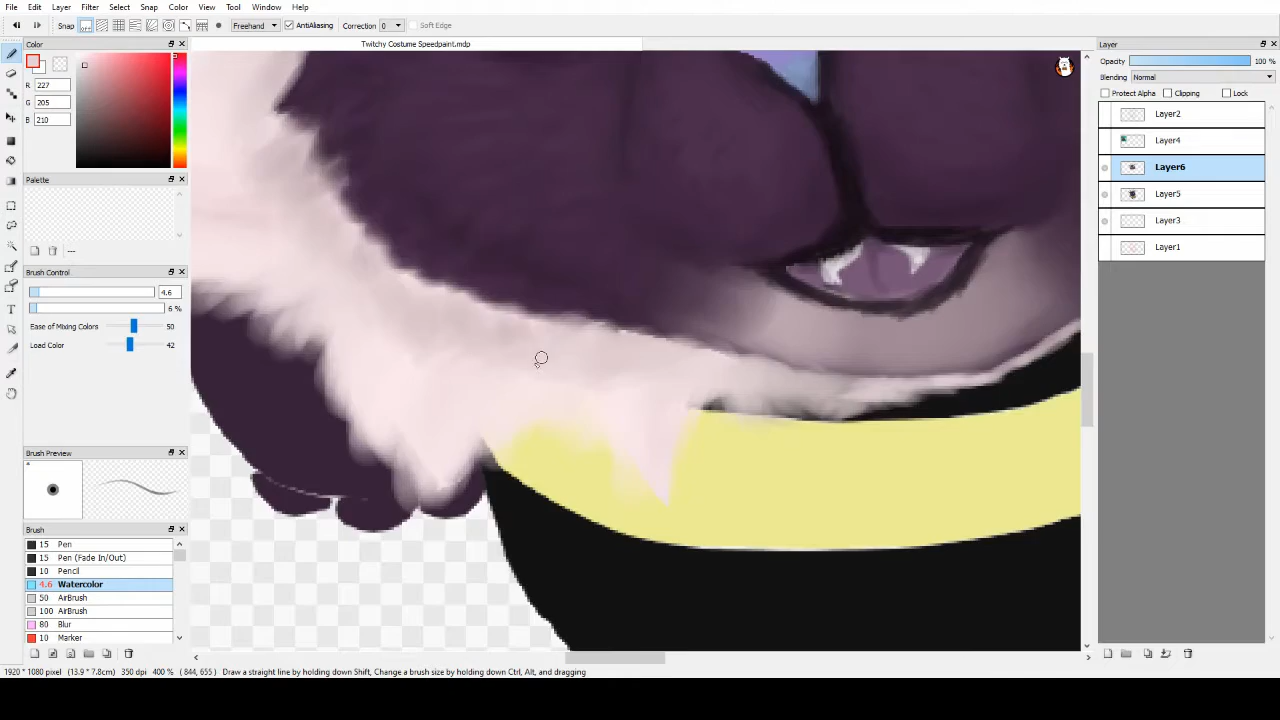 File Edit Layer Filter Select Snap Color View Tool Window Help
Snap Freehand AntiAliasing Correction 0 Soft Edge
Color
Twitchy Costume Speedpaint.mdp
Layer
R 227
G 205
B 210
Opacity 100 %
Blending Normal
Protect Alpha Clipping Lock
Layer2
Layer4
Layer6
Layer5
Layer3
Layer1
Palette
---
Brush Control
4.6
6 %
Ease of Mixing Colors 50
Load Color 42
Brush Preview
Brush
15 Pen
15 Pen (Fade In/Out)
10 Pencil
4.6 Watercolor
50 AirBrush
100 AirBrush
80 Blur
10 Marker
1920 * 1080 pixel (13.9 * 7.8cm) 350 dpi 400 % ( 844, 655) Draw a straight line by holding down Shift, Change a brush size by holding down Ctrl, Alt, and dragging